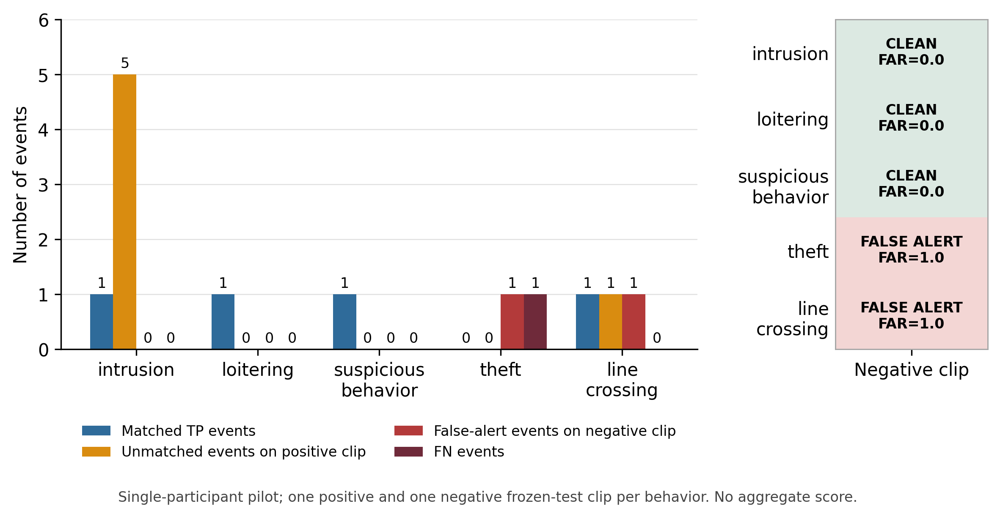 6
5
4
3
2
1
0
Number of events
1
5
0
0
1
0
0
0
1
0
0
0
0
0
1
1
1
1
1
0
intrusion
loitering
suspicious
behavior
theft
line
crossing
Matched TP events
Unmatched events on positive clip
False-alert events on negative clip
FN events
intrusion
CLEAN
FAR=0.0
loitering
CLEAN
FAR=0.0
suspicious
behavior
CLEAN
FAR=0.0
theft
FALSE ALERT
FAR=1.0
line
crossing
FALSE ALERT
FAR=1.0
Negative clip
Single-participant pilot; one positive and one negative frozen-test clip per behavior. No aggregate score.